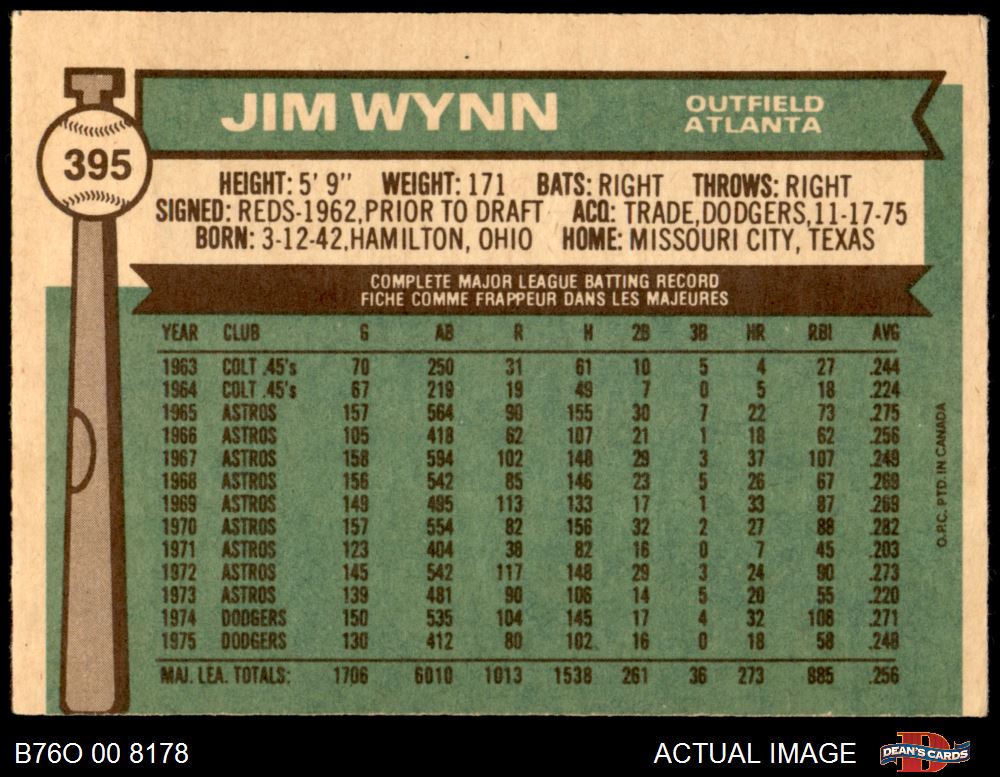 JIM WYNN
OUTFIELD
ATLANTA
395
HEIGHT: 5' 9" WEIGHT: 171 BATS: RIGHT THROWS: RIGHT
SIGNED: REDS-1962, PRIOR TO DRAFT ACQ: TRADE, DODGERS, 11-17-75
BORN: 3-12-42, HAMILTON, OHIO HOME: MISSOURI CITY, TEXAS
COMPLETE MAJOR LEAGUE BATTING RECORD
FICHE COMME FRAPPEUR DANS LES MAJEURES
YEAR CLUB G AB R H 2B 3B HR RBI AVG
1963 COLT .45's 70 250 31 61 10 5 4 27 .244
1964 COLT .45's 67 219 19 49 7 0 5 18 .224
1965 ASTROS 157 564 90 155 30 7 22 73 .275
1966 ASTROS 105 418 62 107 21 1 18 62 .256
1967 ASTROS 158 594 102 148 29 3 37 107 .249
1968 ASTROS 156 542 85 146 23 5 26 67 .269
1969 ASTROS 149 495 113 133 17 1 33 87 .269
1970 ASTROS 157 554 82 156 32 2 27 88 .282
1971 ASTROS 123 404 38 82 16 0 7 45 .203
1972 ASTROS 145 542 117 148 29 3 24 90 .273
1973 ASTROS 139 481 90 106 14 5 20 55 .220
1974 DODGERS 150 535 104 145 17 4 32 108 .271
1975 DODGERS 130 412 80 102 16 0 18 58 .248
MAJ. LEA. TOTALS: 1706 6010 1013 1538 261 36 273 885 .256
O.P.C. PTD. IN CANADA
B76O 00 8178
ACTUAL IMAGE
DEAN'S CARDS